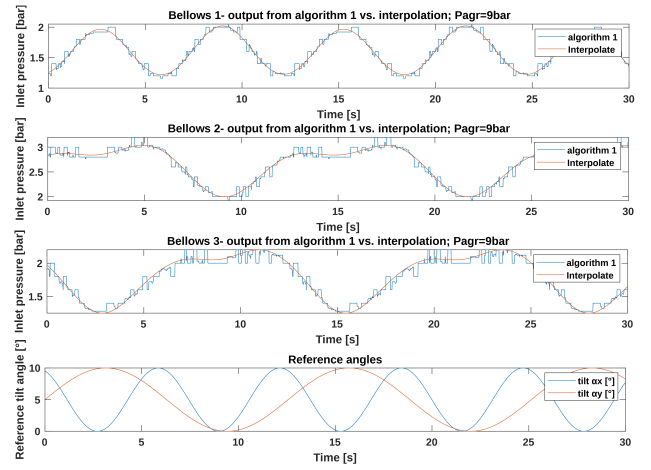 Bellows 1- output from algorithm 1 vs. interpolation; Pagr=9bar
Inlet pressure [bar]
2
1.5
1
algorithm 1
Interpolate
0 5 10 15 20 25 30
Time [s]
Bellows 2- output from algorithm 1 vs. interpolation; Pagr=9bar
Inlet pressure [bar]
3
2.5
2
algorithm 1
Interpolate
0 5 10 15 20 25 30
Time [s]
Bellows 3- output from algorithm 1 vs. interpolation; Pagr=9bar
Inlet pressure [bar]
2
1.5
algorithm 1
Interpolate
0 5 10 15 20 25 30
Time [s]
Reference angles
Reference tilt angle [°]
10
5
0
tilt αx [°]
tilt αy [°]
0 5 10 15 20 25 30
Time [s]